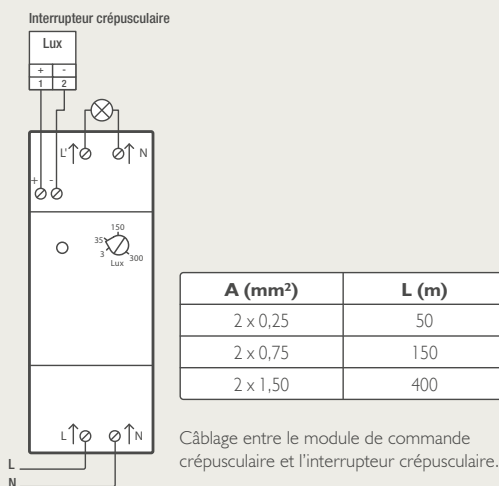 Interrupteur crépusculaire
Lux
+ -
1 2
L' N
+ -
150
35
3 300
Lux
A (mm²) L (m)
2 x 0,25 50
2 x 0,75 150
2 x 1,50 400
L N
Câblage entre le module de commande
crépusculaire et l'interrupteur crépusculaire.
L
N